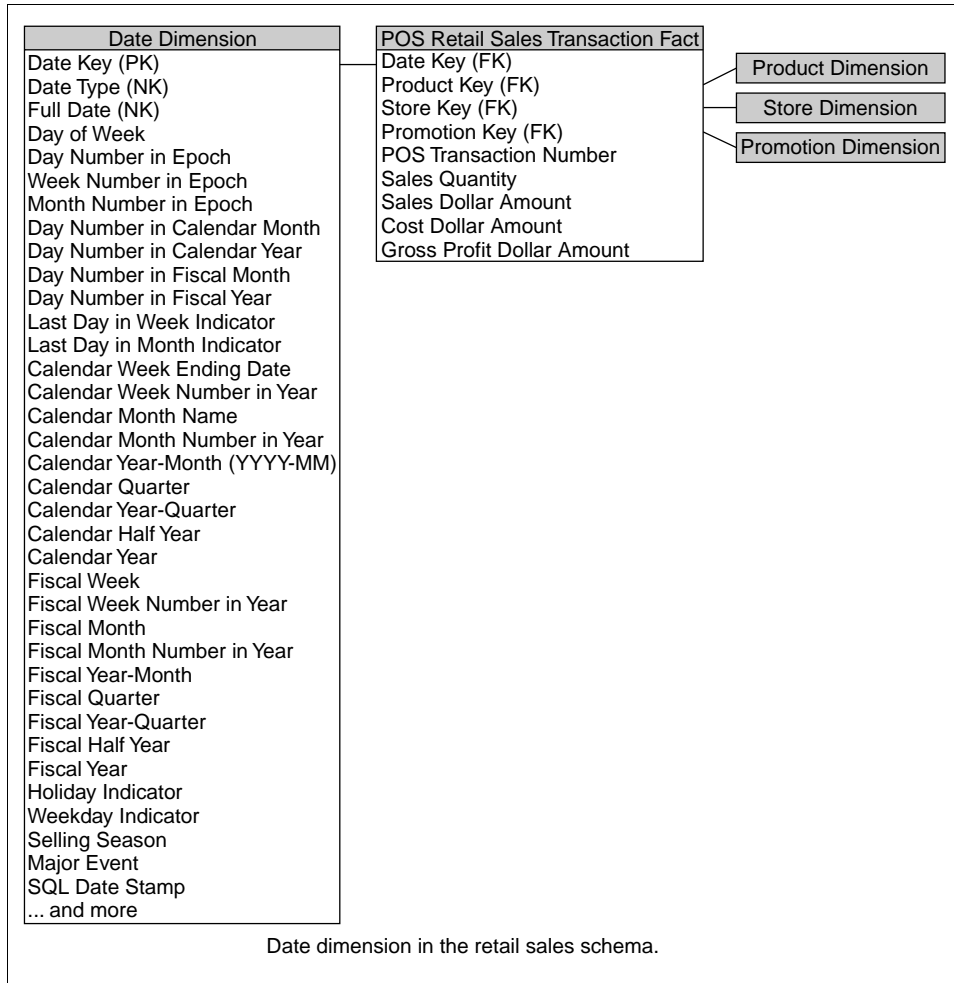 Date Dimension
Date Key (PK)
Date Type (NK)
Full Date (NK)
Day of Week
Day Number in Epoch
Week Number in Epoch
Month Number in Epoch
Day Number in Calendar Month
Day Number in Calendar Year
Day Number in Fiscal Month
Day Number in Fiscal Year
Last Day in Week Indicator
Last Day in Month Indicator
Calendar Week Ending Date
Calendar Week Number in Year
Calendar Month Name
Calendar Month Number in Year
Calendar Year-Month (YYYY-MM)
Calendar Quarter
Calendar Year-Quarter
Calendar Half Year
Calendar Year
Fiscal Week
Fiscal Week Number in Year
Fiscal Month
Fiscal Month Number in Year
Fiscal Year-Month
Fiscal Quarter
Fiscal Year-Quarter
Fiscal Half Year
Fiscal Year
Holiday Indicator
Weekday Indicator
Selling Season
Major Event
SQL Date Stamp
... and more
POS Retail Sales Transaction Fact
Date Key (FK)
Product Key (FK)
Store Key (FK)
Promotion Key (FK)
POS Transaction Number
Sales Quantity
Sales Dollar Amount
Cost Dollar Amount
Gross Profit Dollar Amount
Product Dimension
Store Dimension
Promotion Dimension
Date dimension in the retail sales schema.